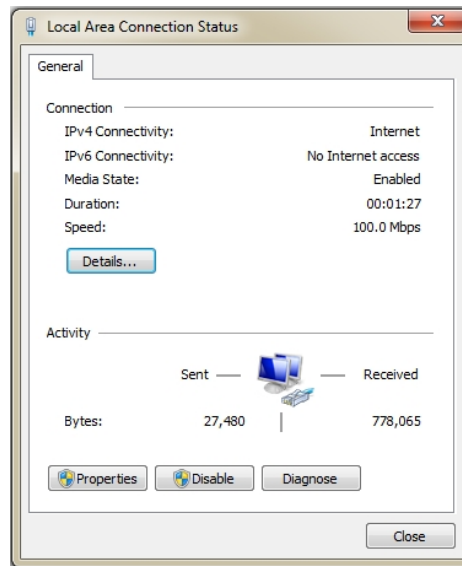 Local Area Connection Status
General
Connection
IPv4 Connectivity: Internet
IPv6 Connectivity: No Internet access
Media State: Enabled
Duration: 00:01:27
Speed: 100.0 Mbps
Details...
Activity
Sent Received
Bytes: 27,480 778,065
Properties Disable Diagnose
Close